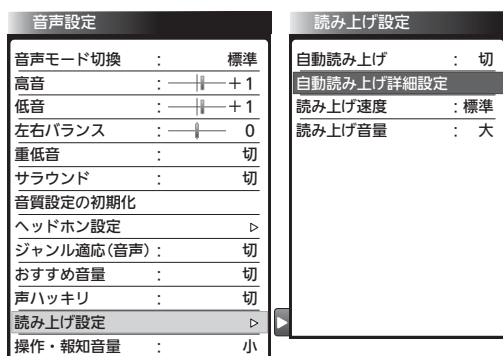 音声設定
音声モード切換 : 標準
高音 : +1
低音 : +1
左右バランス : 0
重低音 : 切
サラウンド : 切
音質設定の初期化
ヘッドホン設定
ジャンル適応(音声) : 切
おすすめ音量 : 切
声ハッキリ : 切
読み上げ設定
操作・報知音量 : 小
読み上げ設定
自動読み上げ : 切
自動読み上げ詳細設定
読み上げ速度 : 標準
読み上げ音量 : 大